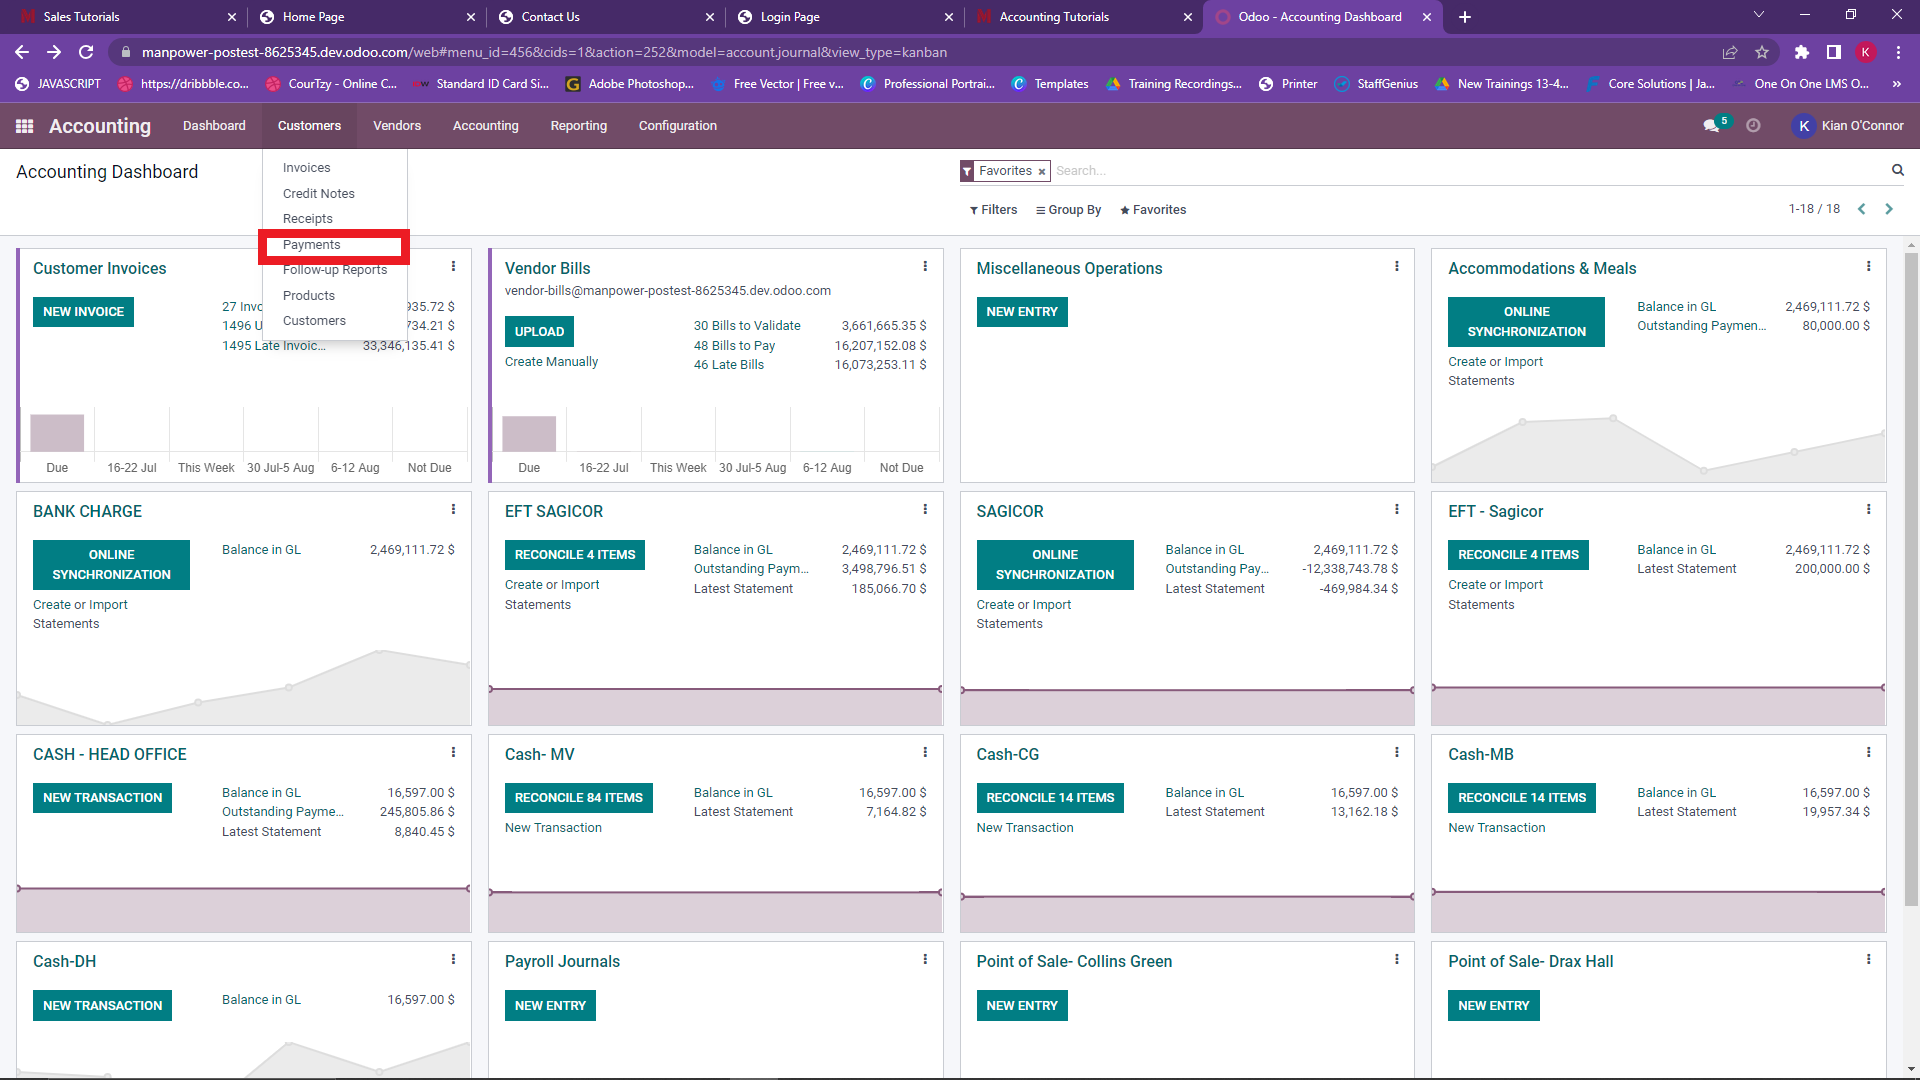 Sales Tutorials
Home Page
Contact Us
Login Page
Accounting Tutorials
Odoo - Accounting Dashboard
manpower-postest-8625345.dev.odoo.com/web#menu_id=456&cids=1&action=252&model=account.journal&view_type=kanban
K
JAVASCRIPT
https://dribbble.co...
CourTzy - Online C...
Standard ID Card Si...
Adobe Photoshop...
Free Vector | Free v...
Professional Portrai...
Templates
Training Recordings...
Printer
StaffGenius
New Trainings 13-4...
Core Solutions | Ja...
One On One LMS O...
»
Accounting
Dashboard
Customers
Vendors
Accounting
Reporting
Configuration
5
K
Kian O'Connor
Accounting Dashboard
Favorites ×
Search...
Filters
Group By
Favorites
1-18 / 18
Invoices
Credit Notes
Receipts
Payments
Follow-up Reports
Products
Customers
Customer Invoices
NEW INVOICE
27 Invo
935.72 $
1496 U
734.21 $
1495 Late Invoic...
33,346,135.41 $
Due
16-22 Jul
This Week
30 Jul-5 Aug
6-12 Aug
Not Due
Vendor Bills
vendor-bills@manpower-postest-8625345.dev.odoo.com
UPLOAD
Create Manually
30 Bills to Validate
3,661,665.35 $
48 Bills to Pay
16,207,152.08 $
46 Late Bills
16,073,253.11 $
Due
16-22 Jul
This Week
30 Jul-5 Aug
6-12 Aug
Not Due
Miscellaneous Operations
NEW ENTRY
Accommodations & Meals
ONLINE
SYNCHRONIZATION
Create or Import
Statements
Balance in GL
2,469,111.72 $
Outstanding Paymen...
80,000.00 $
BANK CHARGE
ONLINE
SYNCHRONIZATION
Create or Import
Statements
Balance in GL
2,469,111.72 $
EFT SAGICOR
RECONCILE 4 ITEMS
Create or Import
Statements
Balance in GL
2,469,111.72 $
Outstanding Paym...
3,498,796.51 $
Latest Statement
185,066.70 $
SAGICOR
ONLINE
SYNCHRONIZATION
Create or Import
Statements
Balance in GL
2,469,111.72 $
Outstanding Pay...
-12,338,743.78 $
Latest Statement
-469,984.34 $
EFT - Sagicor
RECONCILE 4 ITEMS
Create or Import
Statements
Balance in GL
2,469,111.72 $
Latest Statement
200,000.00 $
CASH - HEAD OFFICE
NEW TRANSACTION
Balance in GL
16,597.00 $
Outstanding Payme...
245,805.86 $
Latest Statement
8,840.45 $
Cash- MV
RECONCILE 84 ITEMS
New Transaction
Balance in GL
16,597.00 $
Latest Statement
7,164.82 $
Cash-CG
RECONCILE 14 ITEMS
New Transaction
Balance in GL
16,597.00 $
Latest Statement
13,162.18 $
Cash-MB
RECONCILE 14 ITEMS
New Transaction
Balance in GL
16,597.00 $
Latest Statement
19,957.34 $
Cash-DH
NEW TRANSACTION
Balance in GL
16,597.00 $
Payroll Journals
NEW ENTRY
Point of Sale- Collins Green
NEW ENTRY
Point of Sale- Drax Hall
NEW ENTRY